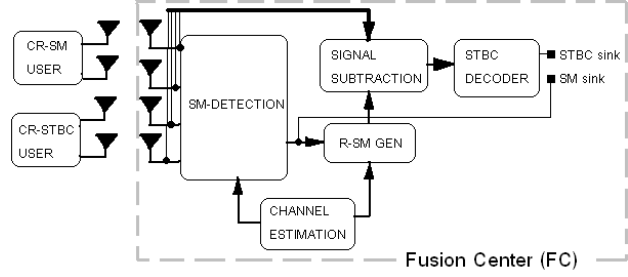 CR-SM
USER
CR-STBC
USER
SM-DETECTION
SIGNAL
SUBTRACTION
STBC
DECODER
STBC sink
SM sink
R-SM GEN
CHANNEL
ESTIMATION
Fusion Center (FC)